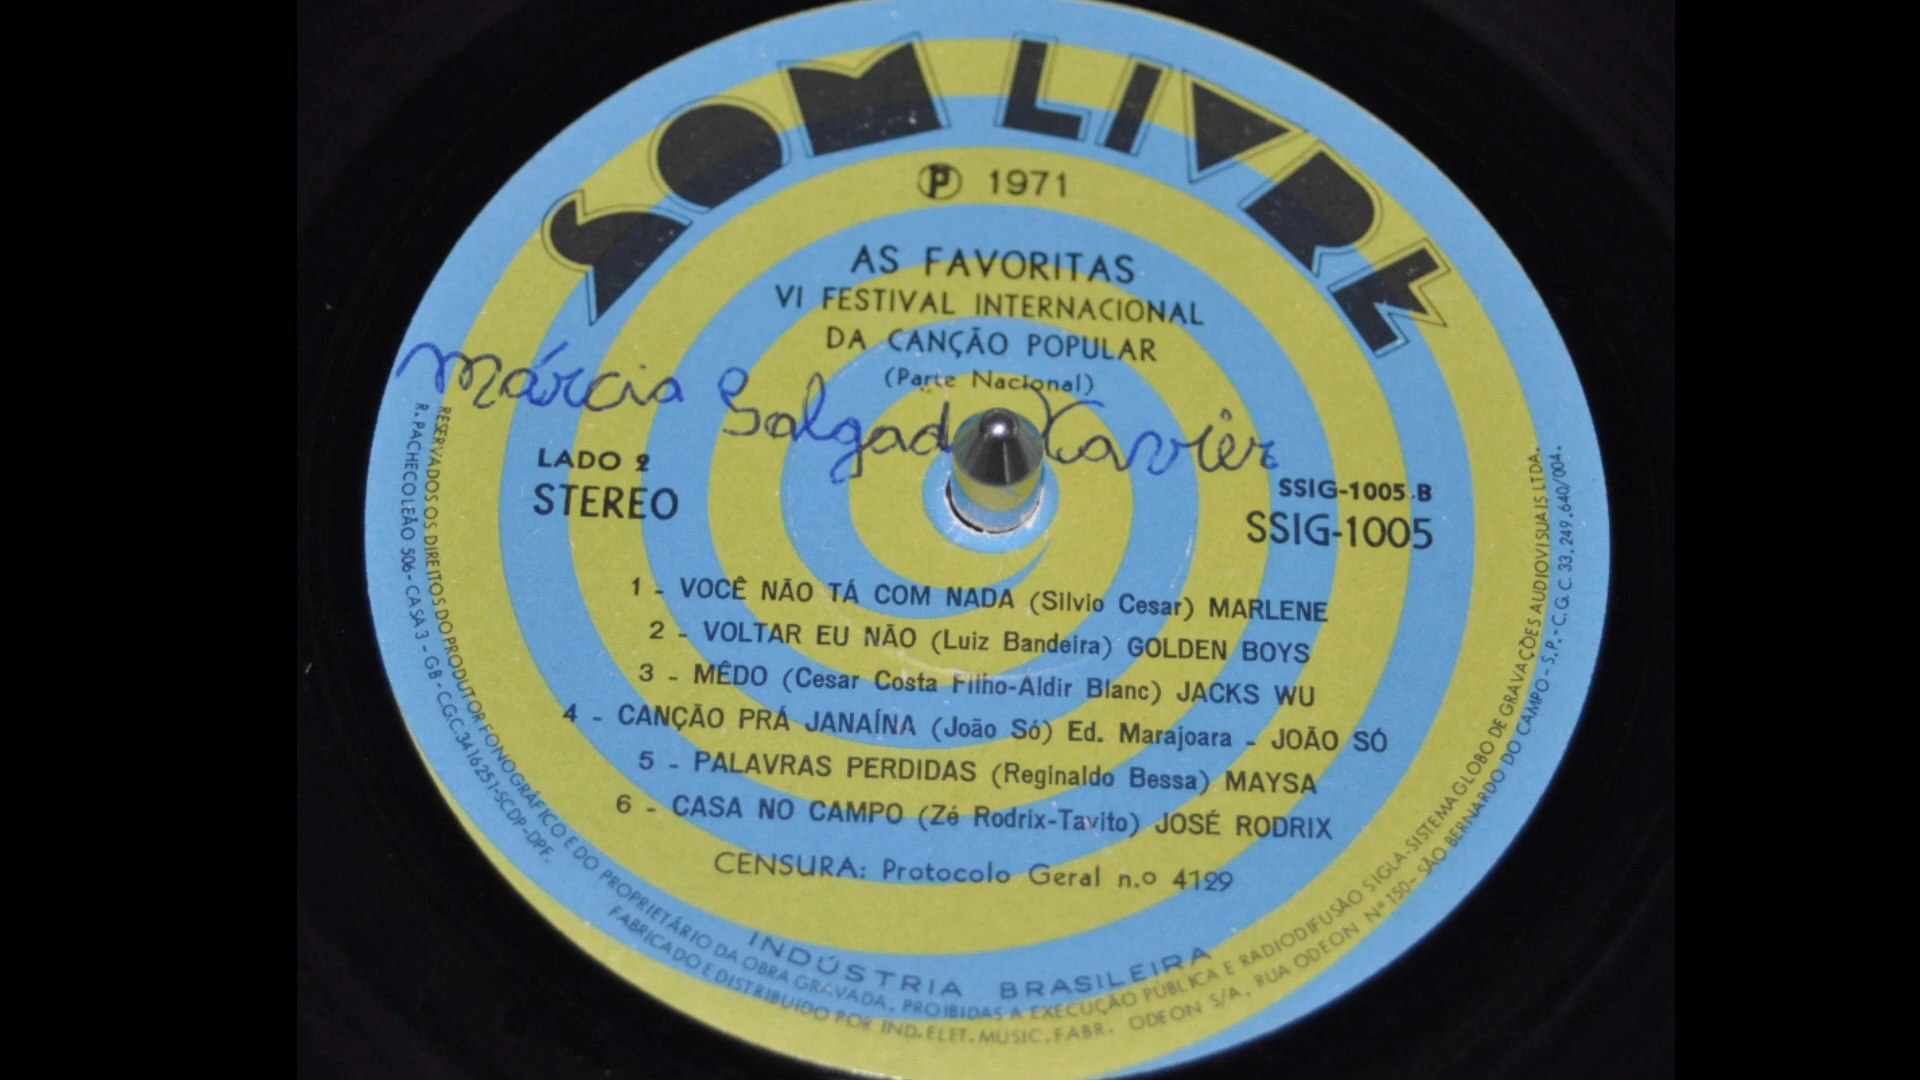 SOM LIVRE
Ⓟ 1971
AS FAVORITAS
VI FESTIVAL INTERNACIONAL
DA CANÇÃO POPULAR
(Parte Nacional)
Márcia Salgado Xavier
LADO 2
STEREO
SSIG-1005.B
SSIG-1005
1 - VOCÊ NÃO TÁ COM NADA (Silvio Cesar) MARLENE
2 - VOLTAR EU NÃO (Luiz Bandeira) GOLDEN BOYS
3 - MÊDO (Cesar Costa Filho-Aldir Blanc) JACKS WU
4 - CANÇÃO PRÁ JANAÍNA (João Só) Ed. Marajoara - JOÃO SÓ
5 - PALAVRAS PERDIDAS (Reginaldo Bessa) MAYSA
6 - CASA NO CAMPO (Zé Rodrix-Tavito) JOSÉ RODRIX
CENSURA: Protocolo Geral n.o 4129
INDÚSTRIA BRASILEIRA
RESERVADOS OS DIREITOS DO PRODUTOR FONOGRÁFICO E DO PROPRIETÁRIO DA OBRA GRAVADA, PROIBIDAS A EXECUÇÃO PÚBLICA E RADIODIFUSÃO SIGLA-SISTEMA GLOBO DE GRAVAÇÕES AUDIOVISUAIS LTDA.
R. PACHECO LEÃO 506-CASA 3-GB-C.G.C.3416251-SCDP-DPF. FABRICADO E DISTRIBUIDO POR IND.ELET.MUSIC.FABR. ODEON S/A, RUA ODEON Nº 150-SÃO BERNARDO DO CAMPO-S.P.-C.G.C 33.249.640/004.